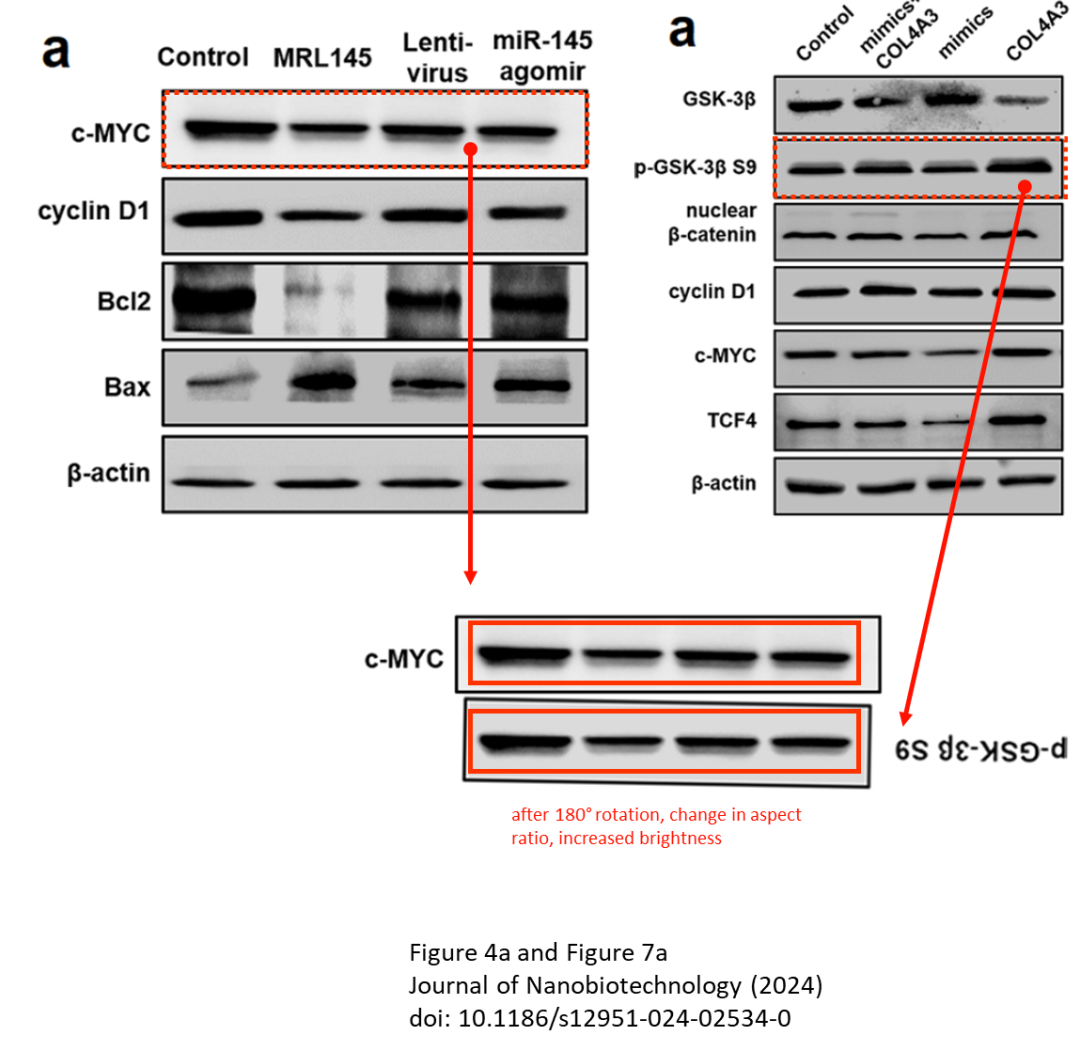 a
Control MRL145 Lenti- miR-145
virus agomir
c-MYC
cyclin D1
Bcl2
Bax
β-actin
a
Control mimics+ mimics COL4A3
COL4A3
GSK-3β
p-GSK-3β S9
nuclear
β-catenin
cyclin D1
c-MYC
TCF4
β-actin
c-MYC
p-GSK-3β S9
after 180° rotation, change in aspect
ratio, increased brightness
Figure 4a and Figure 7a
Journal of Nanobiotechnology (2024)
doi: 10.1186/s12951-024-02534-0